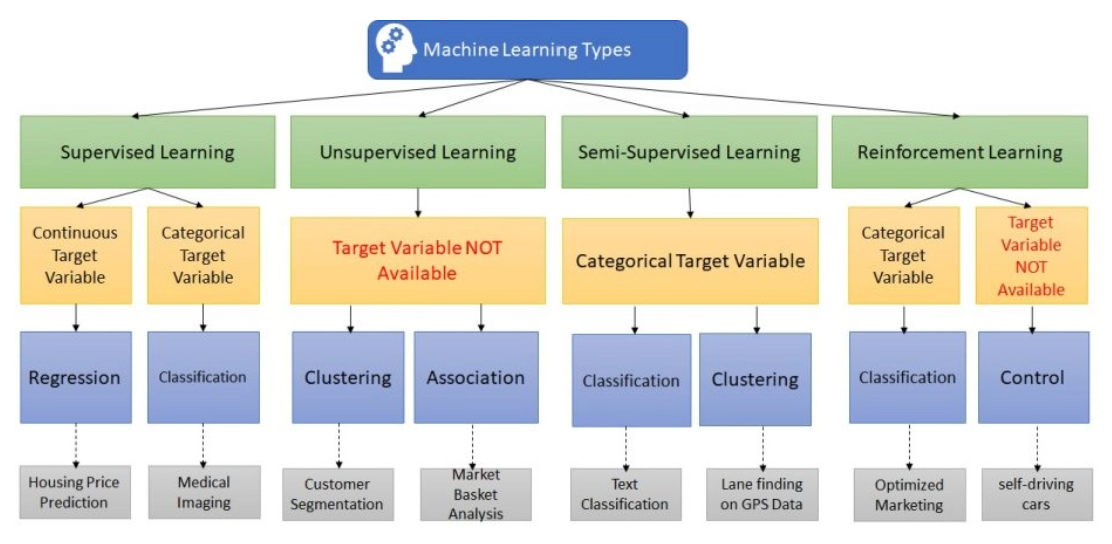 Machine Learning Types
Supervised Learning
Unsupervised Learning
Semi-Supervised Learning
Reinforcement Learning
Continuous
Target
Variable
Categorical
Target
Variable
Target Variable NOT
Available
Categorical Target Variable
Categorical
Target
Variable
Target
Variable
NOT
Available
Regression
Classification
Clustering
Association
Classification
Clustering
Classification
Control
Housing Price
Prediction
Medical
Imaging
Customer
Segmentation
Market
Basket
Analysis
Text
Classification
Lane finding
on GPS Data
Optimized
Marketing
self-driving
cars